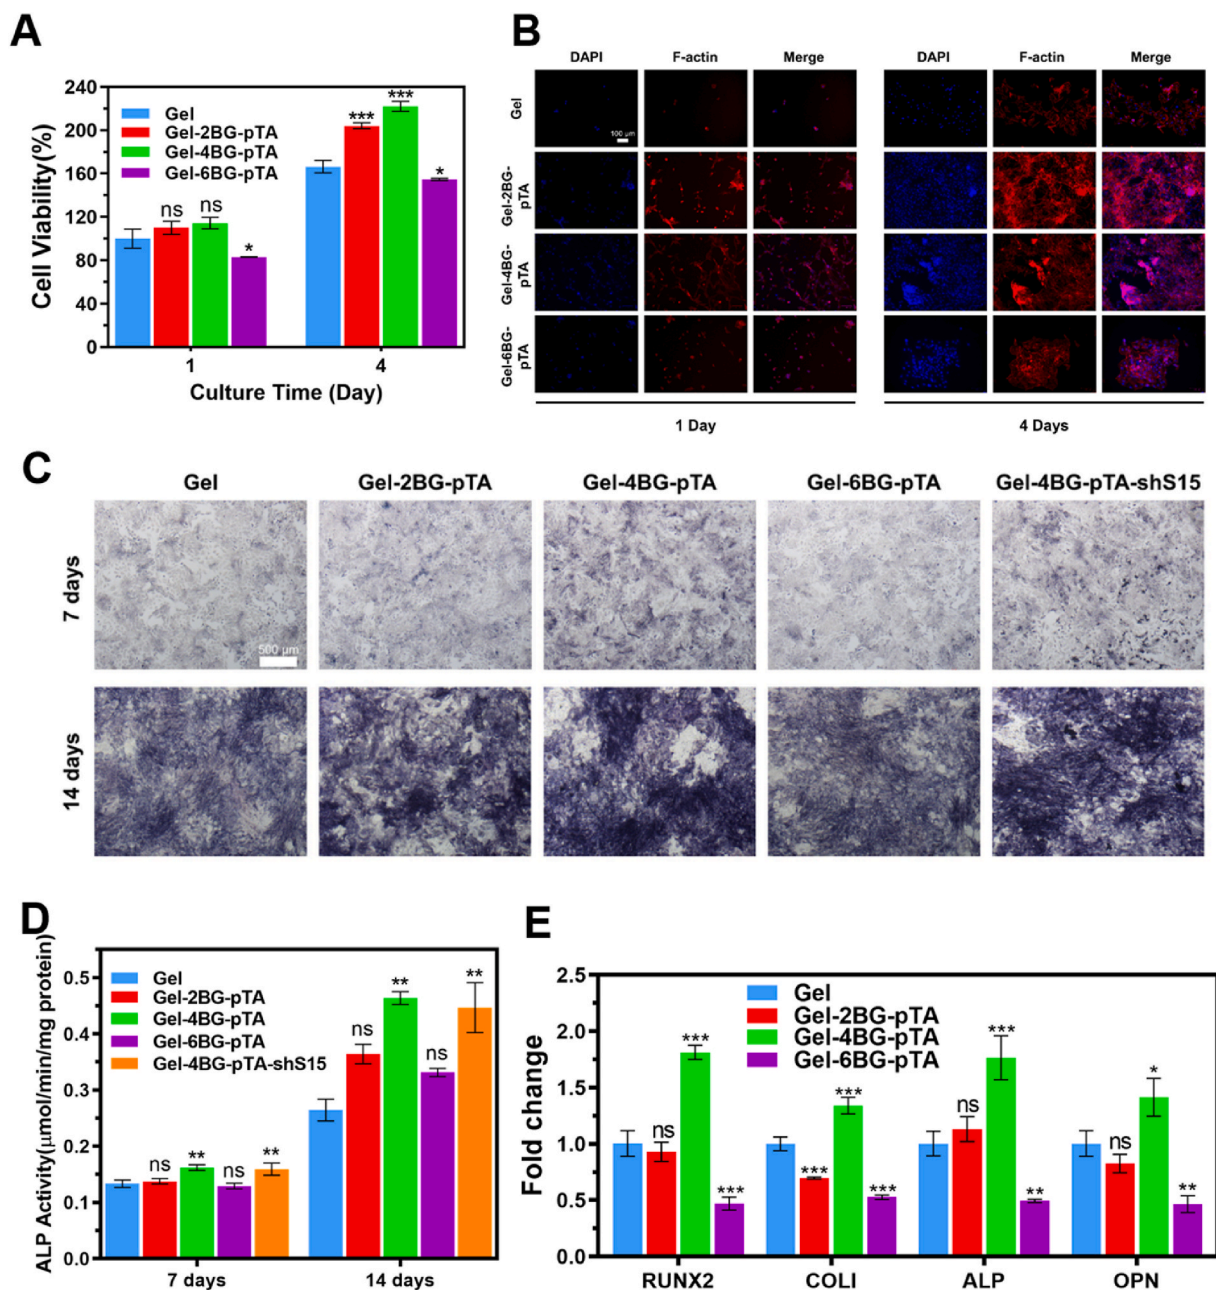 A
Cell Viability(%)
240
200
160
120
80
40
0
Gel
Gel-2BG-pTA
Gel-4BG-pTA
Gel-6BG-pTA
ns
ns
*
***
***
*
1
4
Culture Time (Day)
B
DAPI
F-actin
Merge
DAPI
F-actin
Merge
Gel
100 μm
Gel-2BG-
pTA
Gel-4BG-
pTA
Gel-6BG-
pTA
1 Day
4 Days
C
Gel
Gel-2BG-pTA
Gel-4BG-pTA
Gel-6BG-pTA
Gel-4BG-pTA-shS15
7 days
500 μm
14 days
D
ALP Activity(μmol/min/mg protein)
0.5
0.4
0.3
0.2
0.1
0.0
Gel
Gel-2BG-pTA
Gel-4BG-pTA
Gel-6BG-pTA
Gel-4BG-pTA-shS15
ns
**
ns
**
ns
**
ns
**
7 days
14 days
E
Fold change
2.5
2.0
1.5
1.0
0.5
0.0
Gel
Gel-2BG-pTA
Gel-4BG-pTA
Gel-6BG-pTA
ns
***
***
***
***
***
ns
***
**
ns
*
**
RUNX2
COLI
ALP
OPN